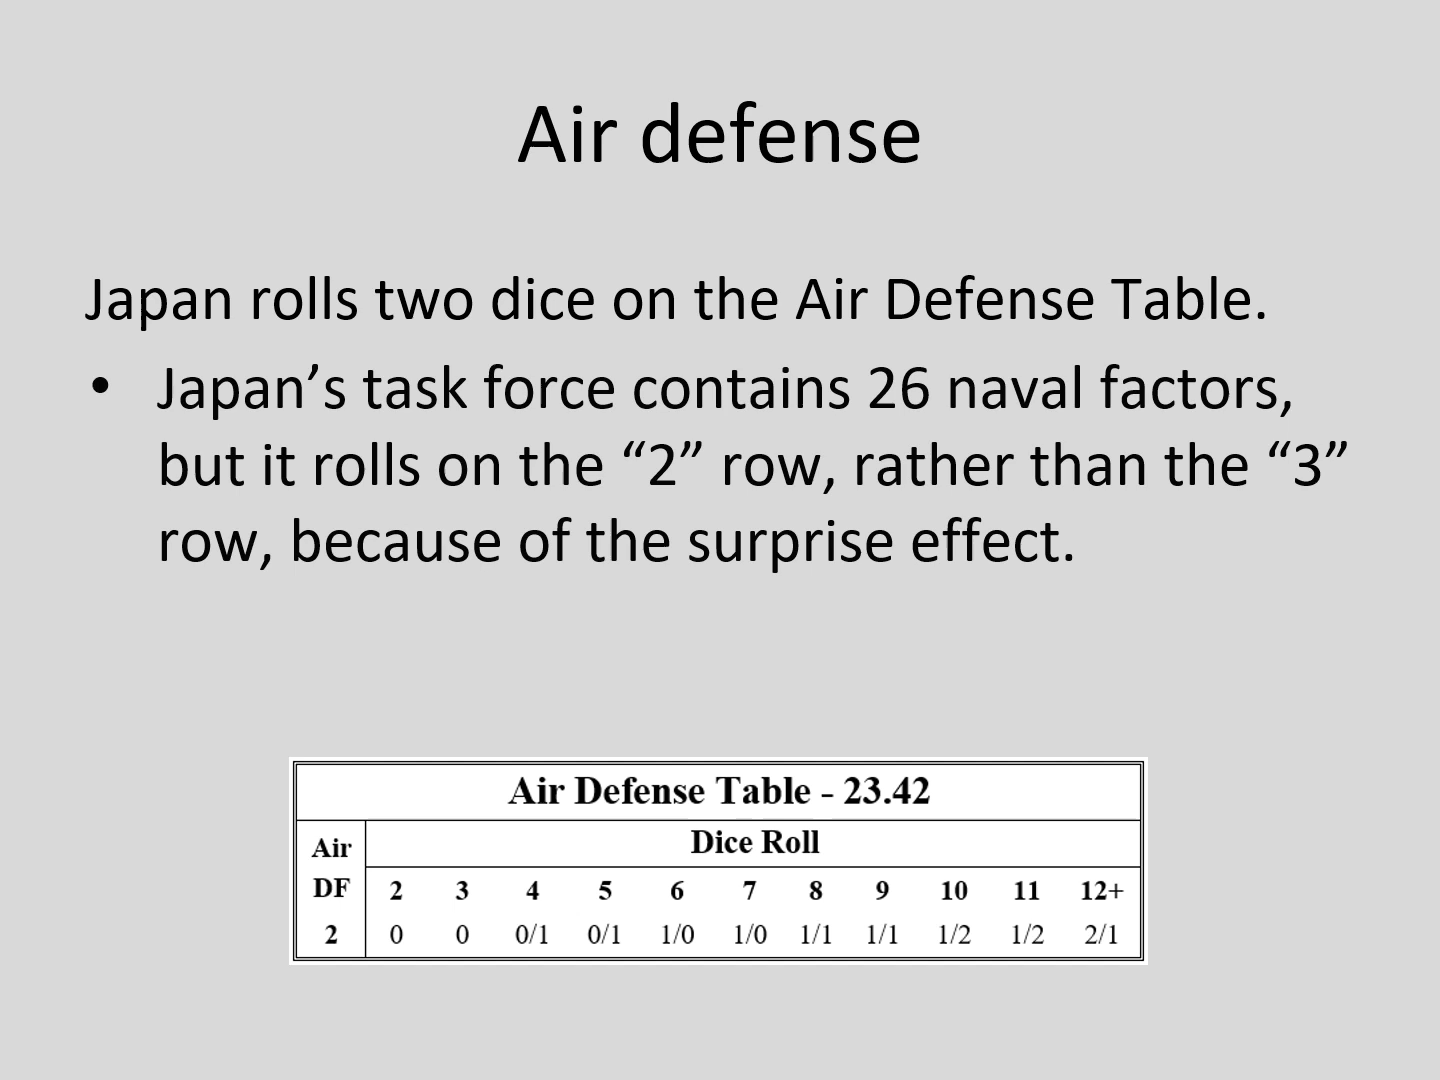 Air defense
Japan rolls two dice on the Air Defense Table.
• Japan’s task force contains 26 naval factors,
but it rolls on the “2” row, rather than the “3”
row, because of the surprise effect.
Air Defense Table - 23.42
Air DF
Dice Roll
2 3 4 5 6 7 8 9 10 11 12+
2 0 0 0/1 0/1 1/0 1/0 1/1 1/1 1/2 1/2 2/1